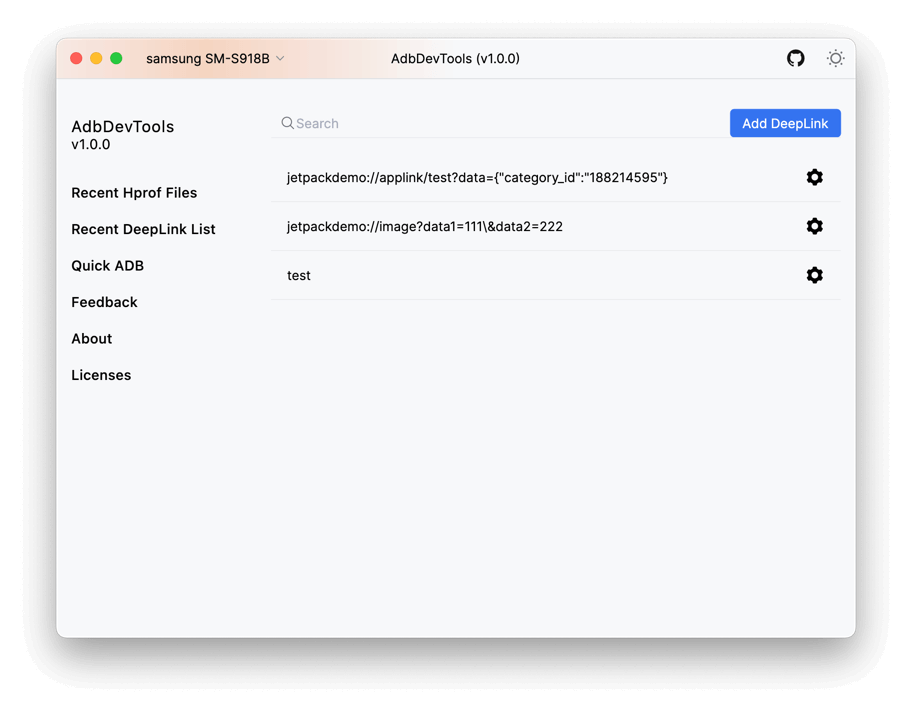 samsung SM-S918B
AdbDevTools (v1.0.0)
AdbDevTools
v1.0.0
Recent Hprof Files
Recent DeepLink List
Quick ADB
Feedback
About
Licenses
Search
Add DeepLink
jetpackdemo://applink/test?data={"category_id":"188214595"}
jetpackdemo://image?data1=111\&data2=222
test